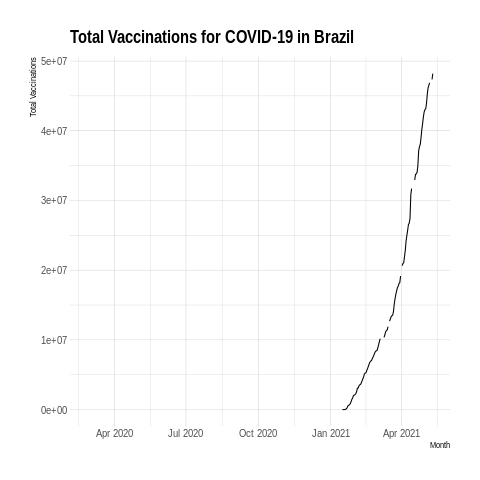 Total Vaccinations for COVID-19 in Brazil
Total Vaccinations
5e+07
4e+07
3e+07
2e+07
1e+07
0e+00
Apr 2020 Jul 2020 Oct 2020 Jan 2021 Apr 2021
Month